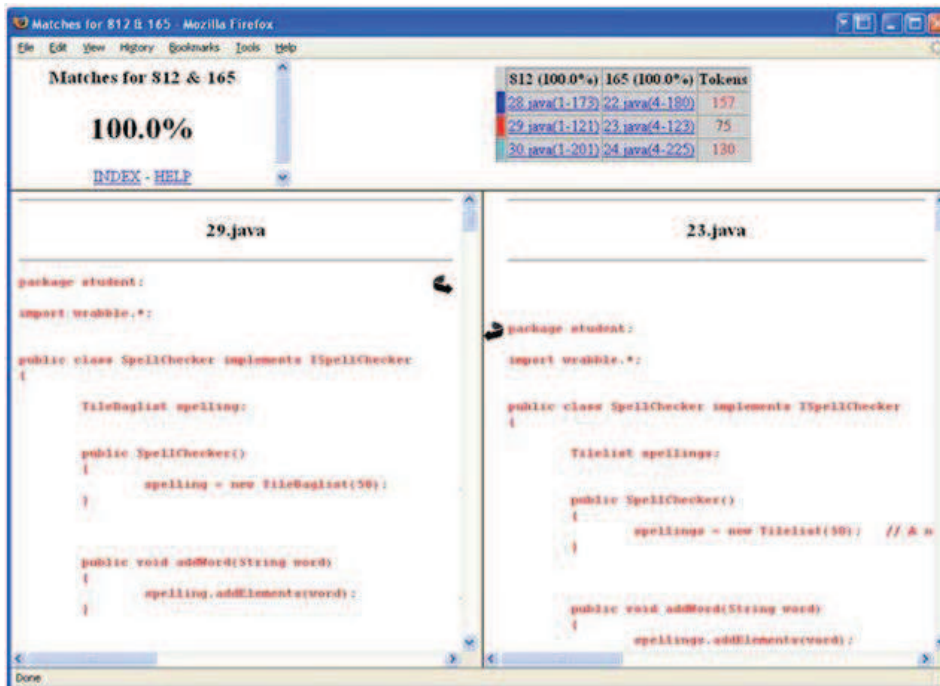 Matches for 812 & 165 - Mozilla Firefox
File Edit View History Bookmarks Tools Help
Matches for 812 & 165
100.0%
INDEX - HELP
812 (100.0%) 165 (100.0%) Tokens
28.java(1-173) 22.java(4-180) 157
29.java(1-121) 23.java(4-123) 75
30.java(1-201) 24.java(4-225) 130
29.java
package student;
import wrabble.*;
public class SpellChecker implements ISpellChecker
{
TileBaglist spelling;
public SpellChecker()
{
spelling = new TileBaglist(50);
}
public void addWord(String word)
{
spelling.addElements(word);
}
23.java
package student;
import wrabble.*;
public class SpellChecker implements ISpellChecker
{
Tilelist spellings;
public SpellChecker()
{
spellings = new Tilelist(50); // A n
}
public void addWord(String word)
{
spellings.addElements(word);
Done